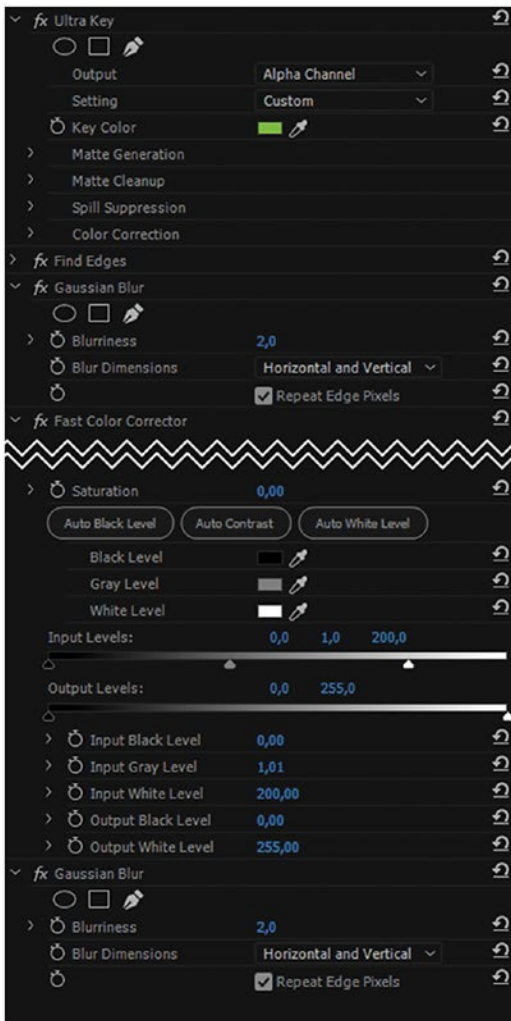 fx Ultra Key
Output Alpha Channel
Setting Custom
Key Color
Matte Generation
Matte Cleanup
Spill Suppression
Color Correction
fx Find Edges
fx Gaussian Blur
Blurriness 2,0
Blur Dimensions Horizontal and Vertical
Repeat Edge Pixels
fx Fast Color Corrector
Saturation 0,00
Auto Black Level Auto Contrast Auto White Level
Black Level
Gray Level
White Level
Input Levels: 0,0 1,0 200,0
Output Levels: 0,0 255,0
Input Black Level 0,00
Input Gray Level 1,01
Input White Level 200,00
Output Black Level 0,00
Output White Level 255,00
fx Gaussian Blur
Blurriness 2,0
Blur Dimensions Horizontal and Vertical
Repeat Edge Pixels